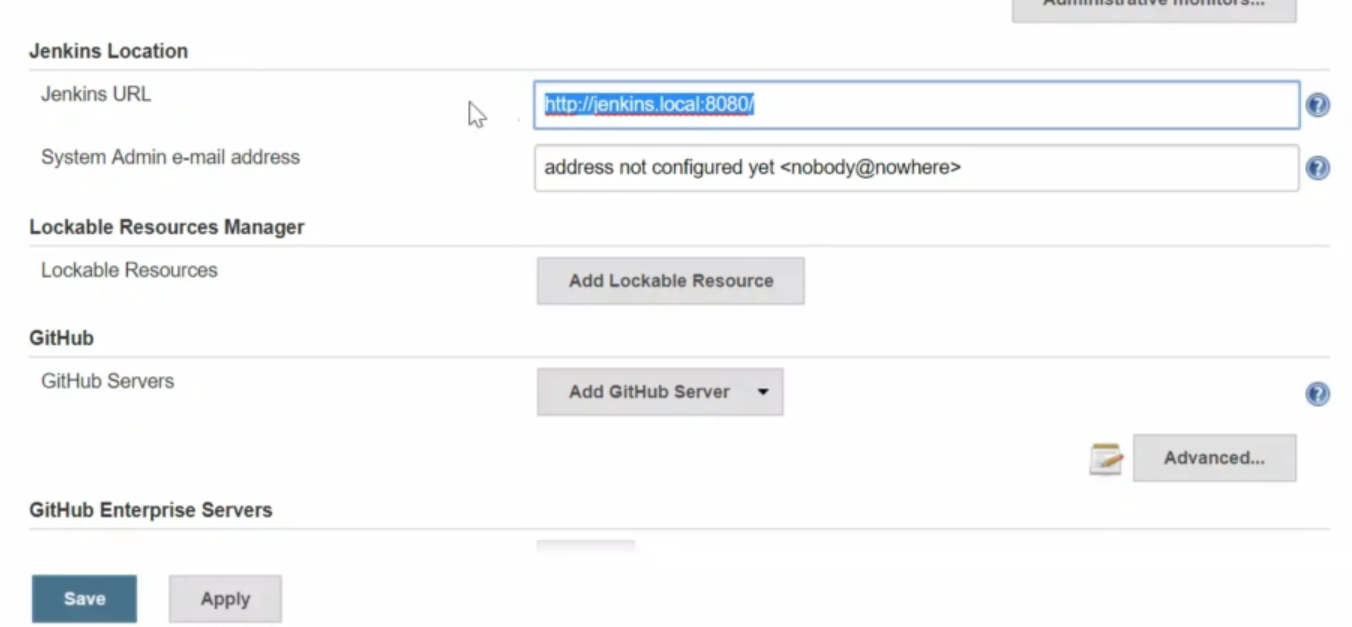 Administrative monitors...
Jenkins Location
Jenkins URL
http://jenkins.local:8080/
System Admin e-mail address
address not configured yet <nobody@nowhere>
Lockable Resources Manager
Lockable Resources
Add Lockable Resource
GitHub
GitHub Servers
Add GitHub Server
Advanced...
GitHub Enterprise Servers
Save
Apply